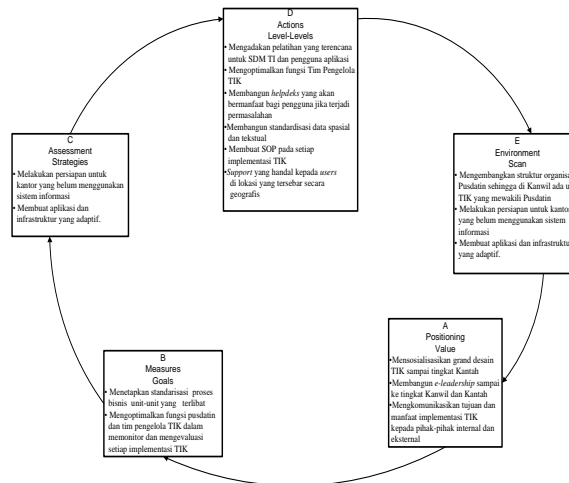 D
Actions
Level-Levels
• Mengadakan pelatihan yang terencana
untuk SDM TI dan pengguna aplikasi
• Mengoptimalkan fungsi Tim Pengelola
TIK
• Membangun helpdeks yang akan
bermanfaat bagi pengguna jika terjadi
permasalahan
•Membangun standardisasi data spasial
dan tekstual
• Membuat SOP pada setiap
implementasi TIK
•Support yang handal kepada users
di lokasi yang tersebar secara
geografis
C
Assessment
Strategies
• Melakukan persiapan untuk
kantor yang belum menggunakan
sistem informasi
• Membuat aplikasi dan
infrastruktur yang adaptif.
E
Environment
Scan
• Mengembangkan struktur organisa
Pusdatin sehingga di Kanwil ada u
TIK yang mewakili Pusdatin
• Melakukan persiapan untuk kantor
yang belum menggunakan sistem
informasi
• Membuat aplikasi dan infrastruktu
yang adaptif.
A
Positioning
Value
•Mensosialisasikan grand desain
TIK sampai tingkat Kantah
•Membangun e-leadership sampai
ke tingkat Kanwil dan Kantah
•Mengkomunikasikan tujuan dan
manfaat implementasi TIK
kepada pihak-pihak internal dan
eksternal
B
Measures
Goals
• Menetapkan standarisasi proses
bisnis unit-unit yang terlibat
• Mengoptimalkan fungsi pusdatin
dan tim pengelola TIK dalam
memonitor dan mengevaluasi
setiap implementasi TIK